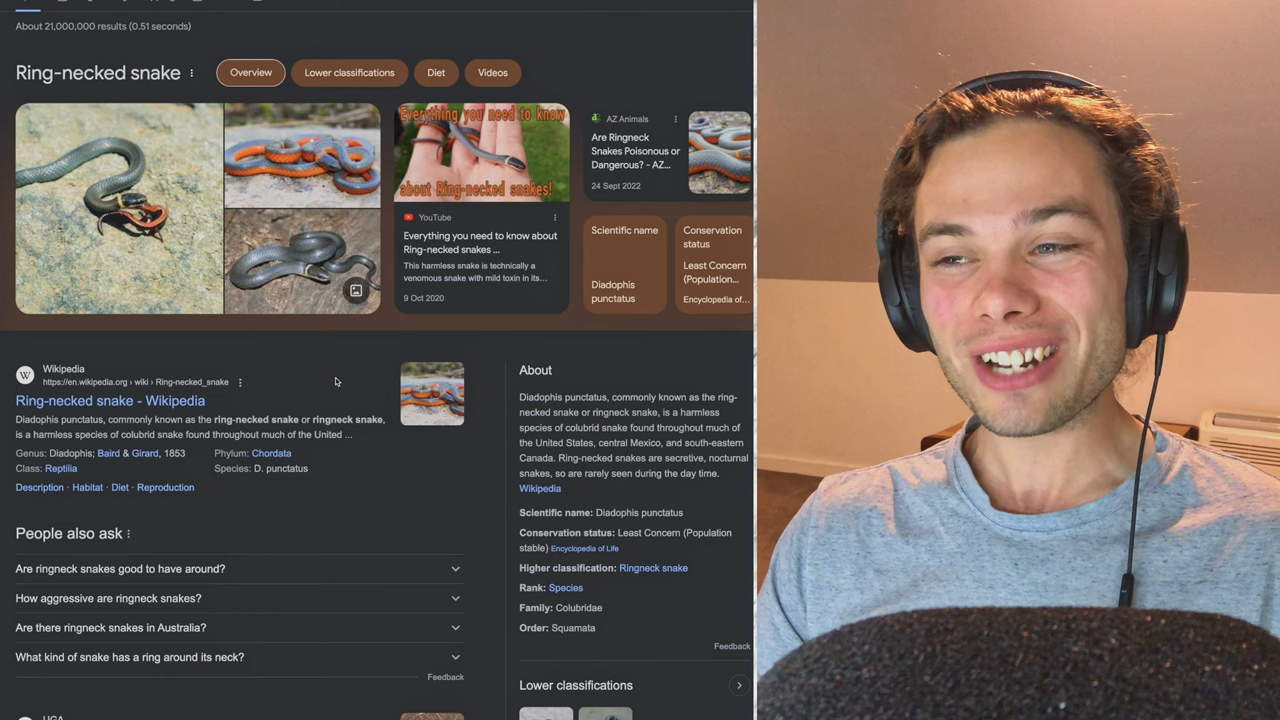 About 21,000,000 results (0.51 seconds)
Ring-necked snake
Overview
Lower classifications
Diet
Videos
Everything you need to know
about Ring-necked snakes!
YouTube
Everything you need to know about
Ring-necked snakes ...
This harmless snake is technically a
venomous snake with mild toxin in its...
9 Oct 2020
AZ Animals
Are Ringneck
Snakes Poisonous or
Dangerous? - AZ...
24 Sept 2022
Scientific name
Diadophis
punctatus
Conservation
status
Least Concern
(Population...
Encyclopedia of...
W
Wikipedia
https://en.wikipedia.org › wiki › Ring-necked_snake
Ring-necked snake - Wikipedia
Diadophis punctatus, commonly known as the ring-necked snake or ringneck snake,
is a harmless species of colubrid snake found throughout much of the United ...
Genus: Diadophis; Baird & Girard, 1853
Phylum: Chordata
Class: Reptilia
Species: D. punctatus
Description · Habitat · Diet · Reproduction
People also ask
Are ringneck snakes good to have around?
How aggressive are ringneck snakes?
Are there ringneck snakes in Australia?
What kind of snake has a ring around its neck?
Feedback
UGA
About
Diadophis punctatus, commonly known as the ring-
necked snake or ringneck snake, is a harmless
species of colubrid snake found throughout much of
the United States, central Mexico, and south-eastern
Canada. Ring-necked snakes are secretive, nocturnal
snakes, so are rarely seen during the day time.
Wikipedia
Scientific name: Diadophis punctatus
Conservation status: Least Concern (Population
stable) Encyclopedia of Life
Higher classification: Ringneck snake
Rank: Species
Family: Colubridae
Order: Squamata
Feedback
Lower classifications